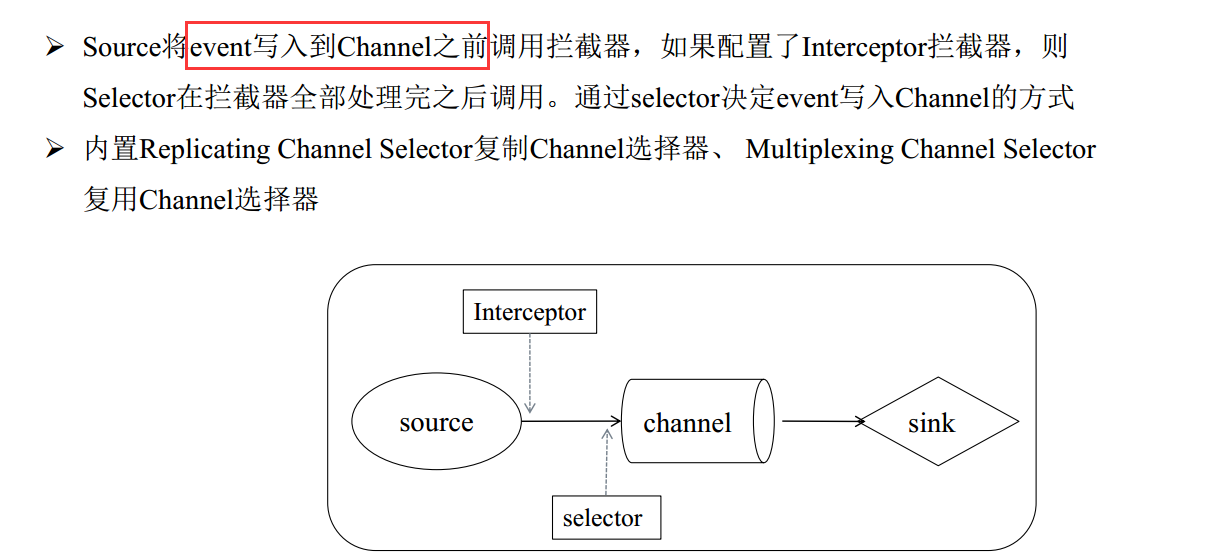 ➢ Source将event写入到Channel之前调用拦截器，如果配置了Interceptor拦截器，则
Selector在拦截器全部处理完之后调用。通过selector决定event写入Channel的方式
➢ 内置Replicating Channel Selector复制Channel选择器、 Multiplexing Channel Selector
复用Channel选择器
Interceptor
source
channel
sink
selector